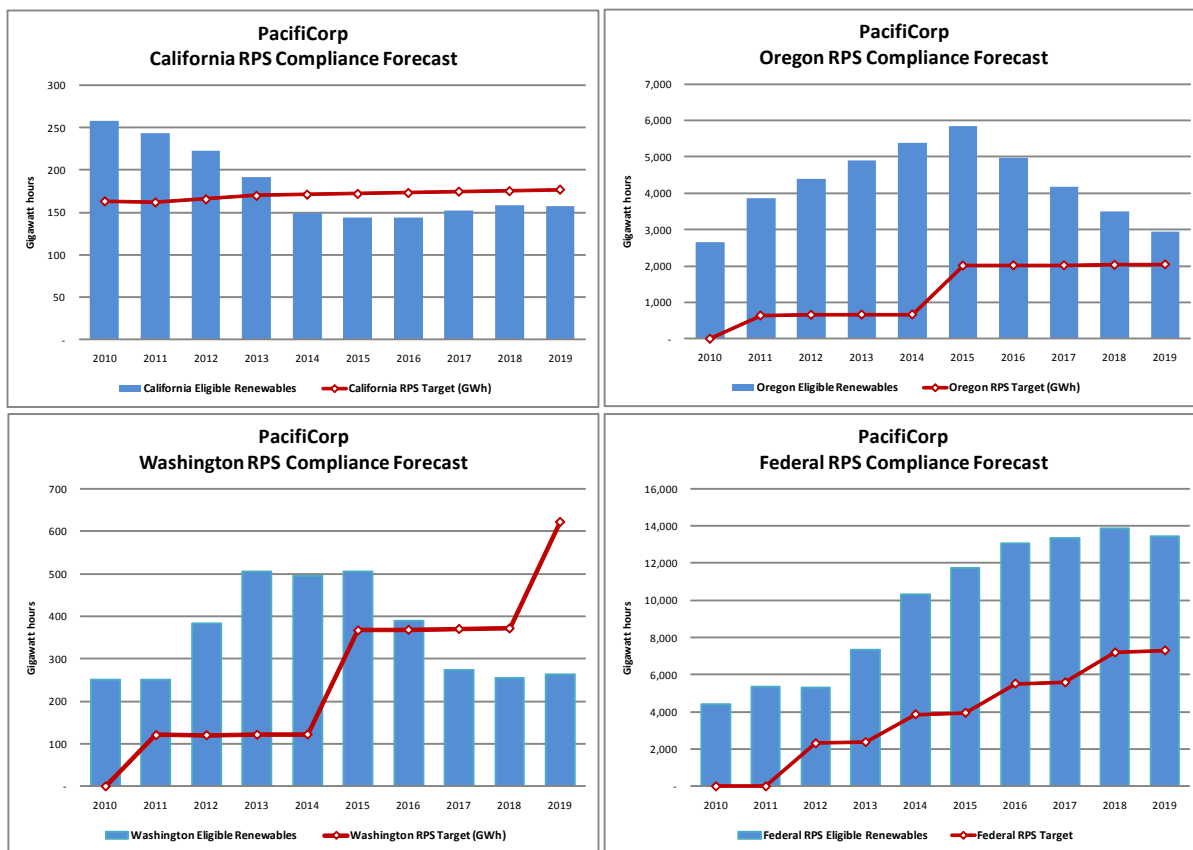 PacifiCorp
California RPS Compliance Forecast
300
250
200
150
100
50
-
Gigawatt hours
2010 2011 2012 2013 2014 2015 2016 2017 2018 2019
California Eligible Renewables California RPS Target (GWh)
PacifiCorp
Oregon RPS Compliance Forecast
7,000
6,000
5,000
4,000
3,000
2,000
1,000
-
Gigawatt hours
2010 2011 2012 2013 2014 2015 2016 2017 2018 2019
Oregon Eligible Renewables Oregon RPS Target (GWh)
PacifiCorp
Washington RPS Compliance Forecast
700
600
500
400
300
200
100
-
Gigawatt hours
2010 2011 2012 2013 2014 2015 2016 2017 2018 2019
Washington Eligible Renewables Washington RPS Target (GWh)
PacifiCorp
Federal RPS Compliance Forecast
16,000
14,000
12,000
10,000
8,000
6,000
4,000
2,000
-
Gigawatt hours
2010 2011 2012 2013 2014 2015 2016 2017 2018 2019
Federal RPS Eligible Renewables Federal RPS Target